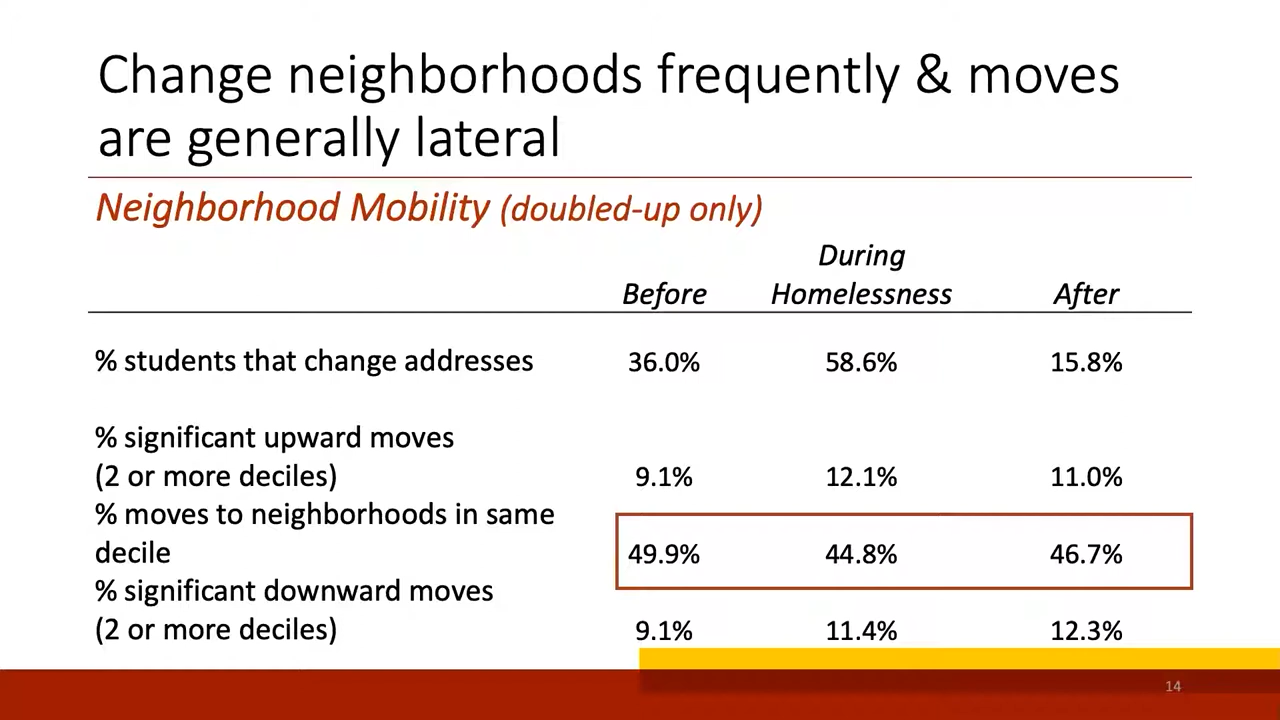 Change neighborhoods frequently & moves
are generally lateral
Neighborhood Mobility (doubled-up only)
During
Before Homelessness After
% students that change addresses 36.0% 58.6% 15.8%
% significant upward moves
(2 or more deciles) 9.1% 12.1% 11.0%
% moves to neighborhoods in same
decile 49.9% 44.8% 46.7%
% significant downward moves
(2 or more deciles) 9.1% 11.4% 12.3%
14